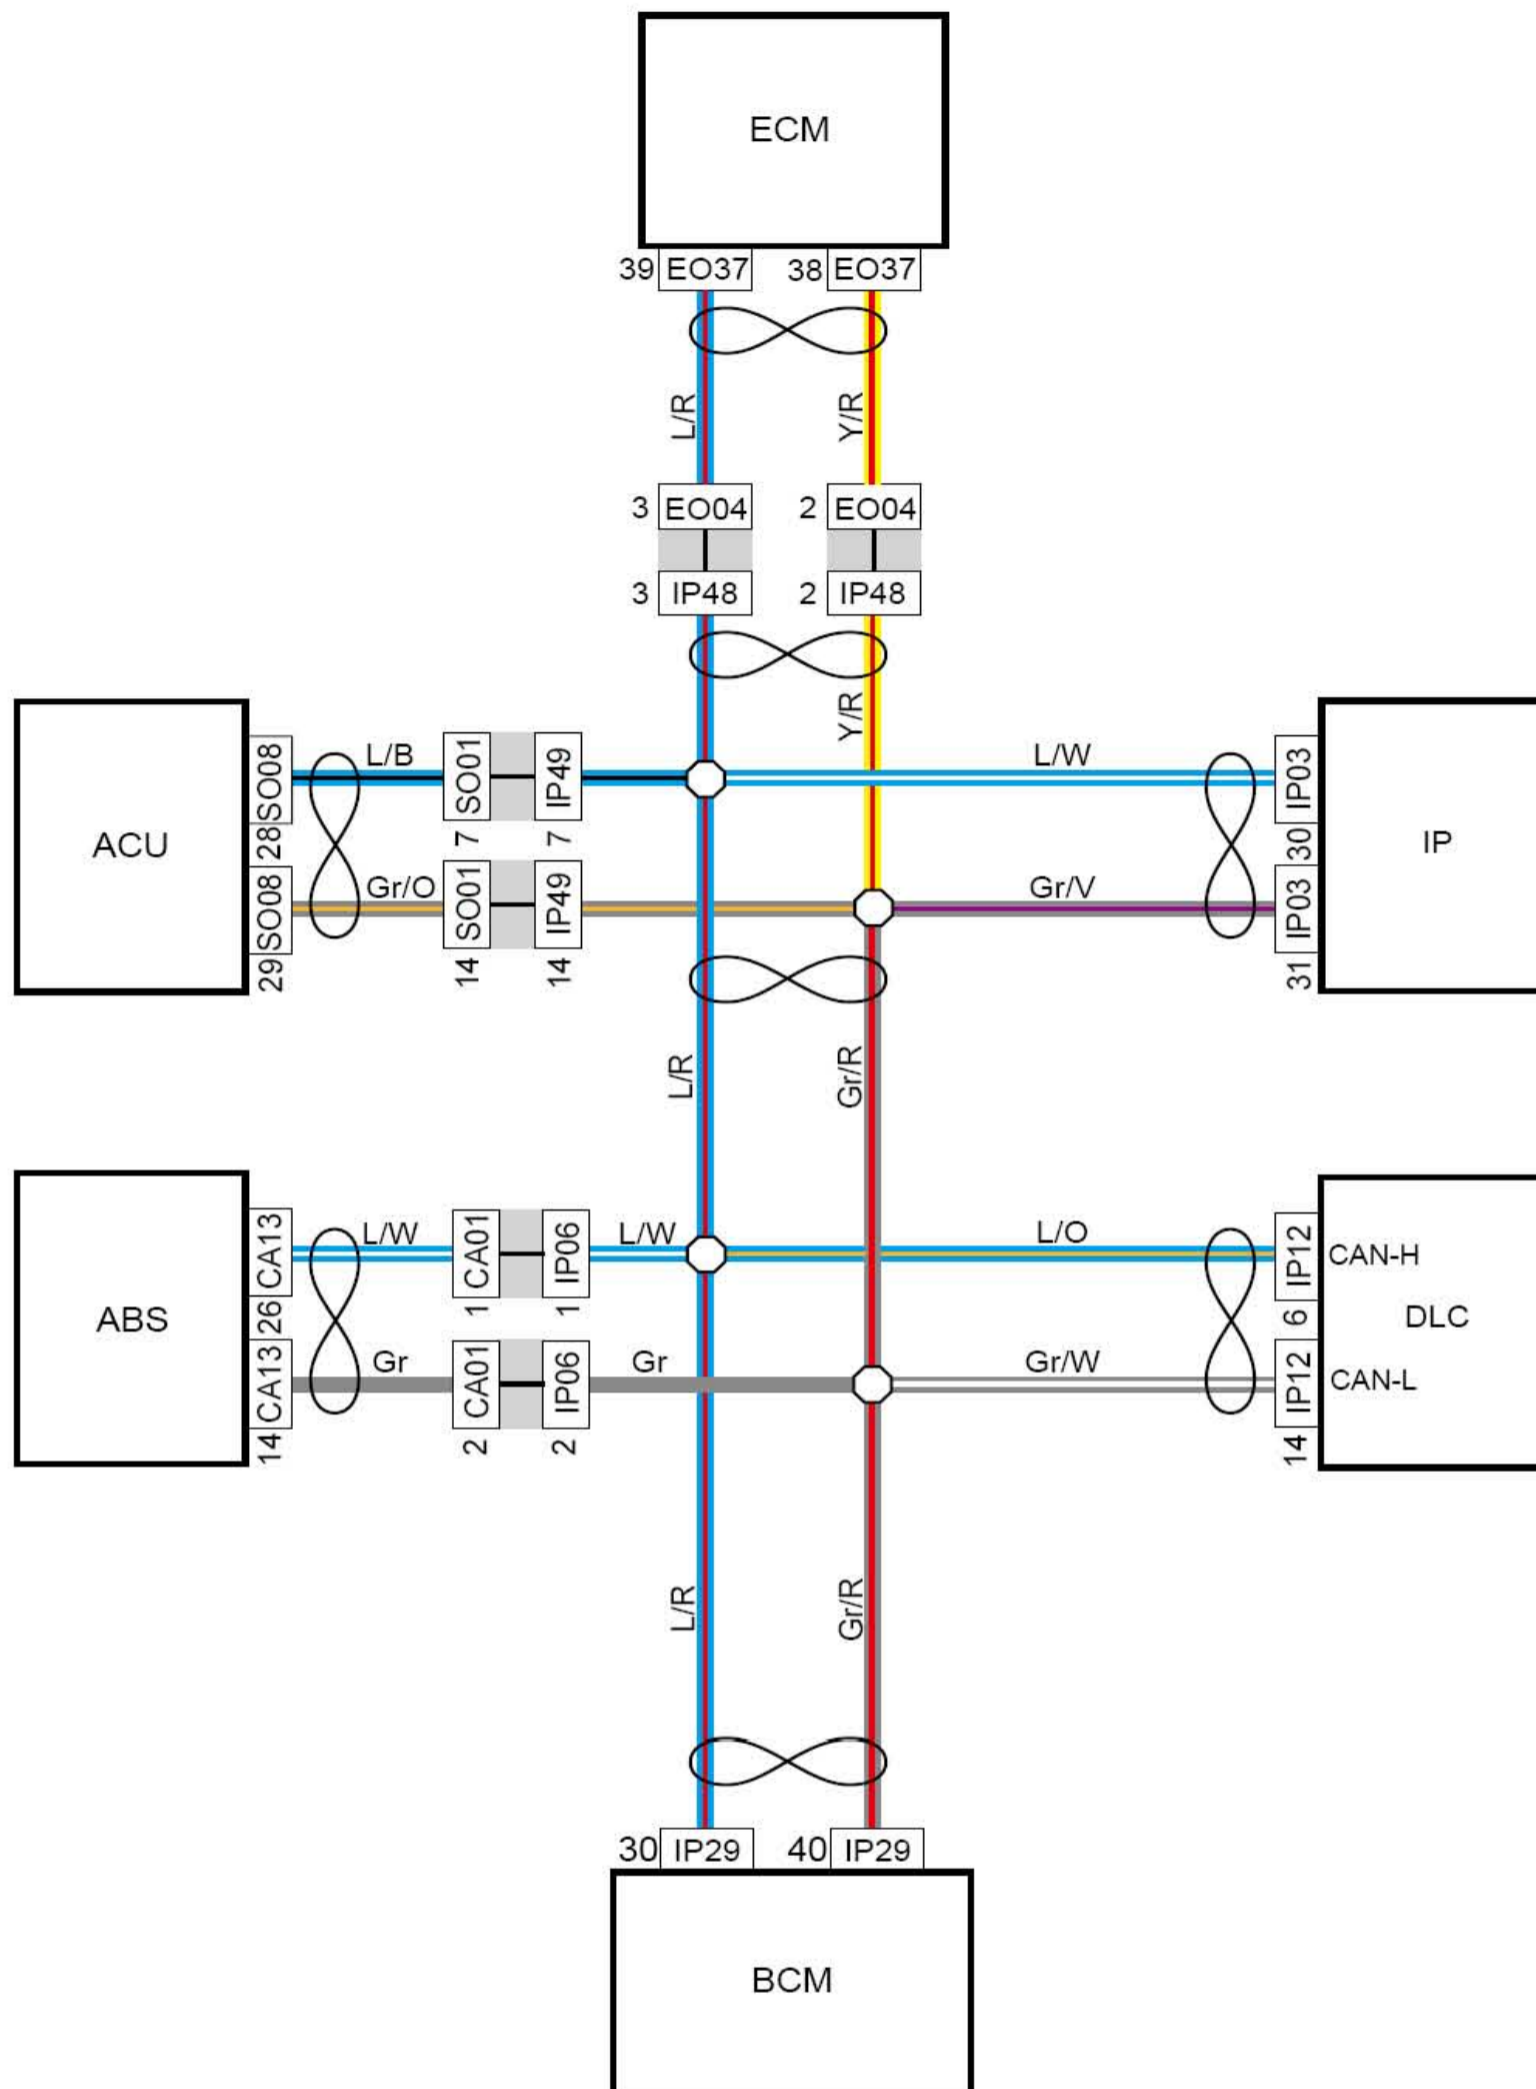 ECM
39 EO37 38 EO37
L/R Y/R
3 EO04 2 EO04
3 IP48 2 IP48
Y/R
ACU
SO08 28
SO08 29
L/B
Gr/O
SO01 7
IP49 7
SO01 14
IP49 14
L/W
Gr/V
IP03 30
IP03 31
IP
L/R Gr/R
ABS
CA13 26
CA13 14
L/W
Gr
CA01 1
IP06 1
CA01 2
IP06 2
L/W
Gr
L/O
Gr/W
IP12 6
IP12 14
CAN-H
DLC
CAN-L
L/R Gr/R
30 IP29 40 IP29
BCM